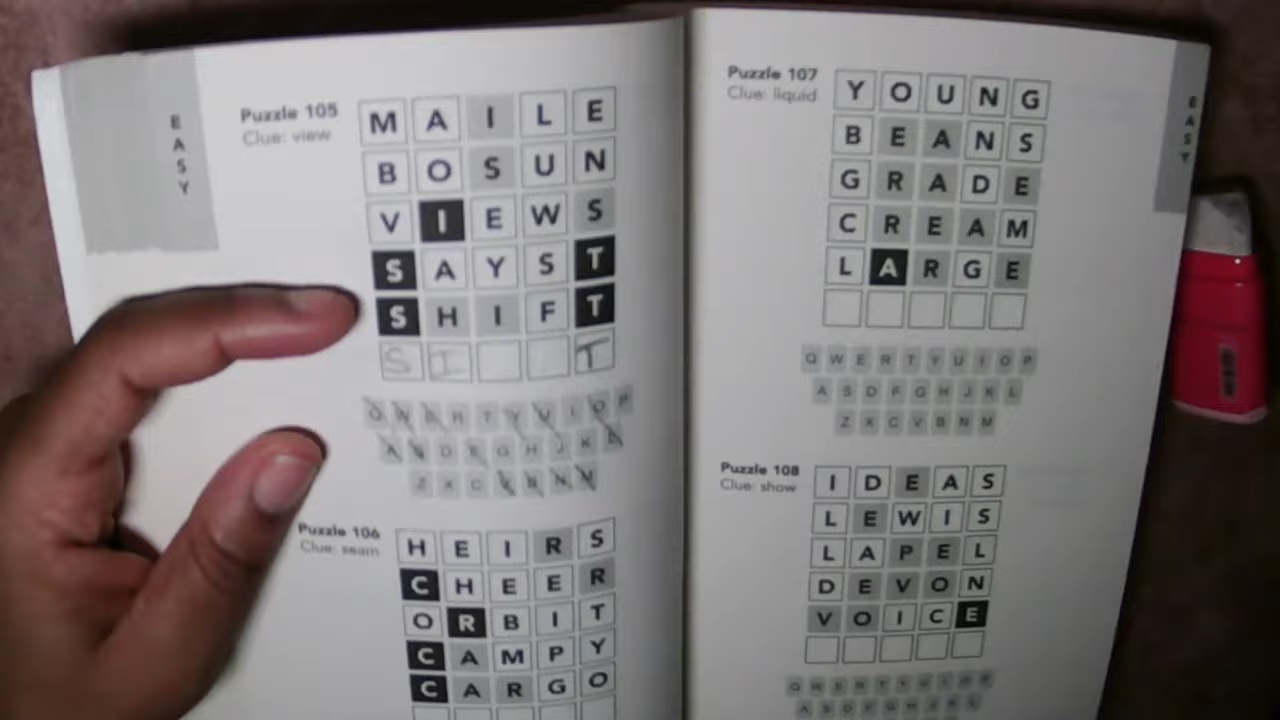 EASY
Puzzle 105
Clue: view
M A I L E
B O S U N
V I E W S
S A Y S T
S H I F T
S I T
Q W E R T Y U I O P
A S D F G H J K L
Z X C V B N M
Puzzle 106
Clue: seam
H E I R S
C H E E R
O R B I T
C A M P Y
C A R G O
Puzzle 107
Clue: liquid
Y O U N G
B E A N S
G R A D E
C R E A M
L A R G E
Q W E R T Y U I O P
A S D F G H J K L
Z X C V B N M
Puzzle 108
Clue: show
I D E A S
L E W I S
L A P E L
D E V O N
V O I C E
Q W E R T Y U I O P
A S D F G H J K L
EASY